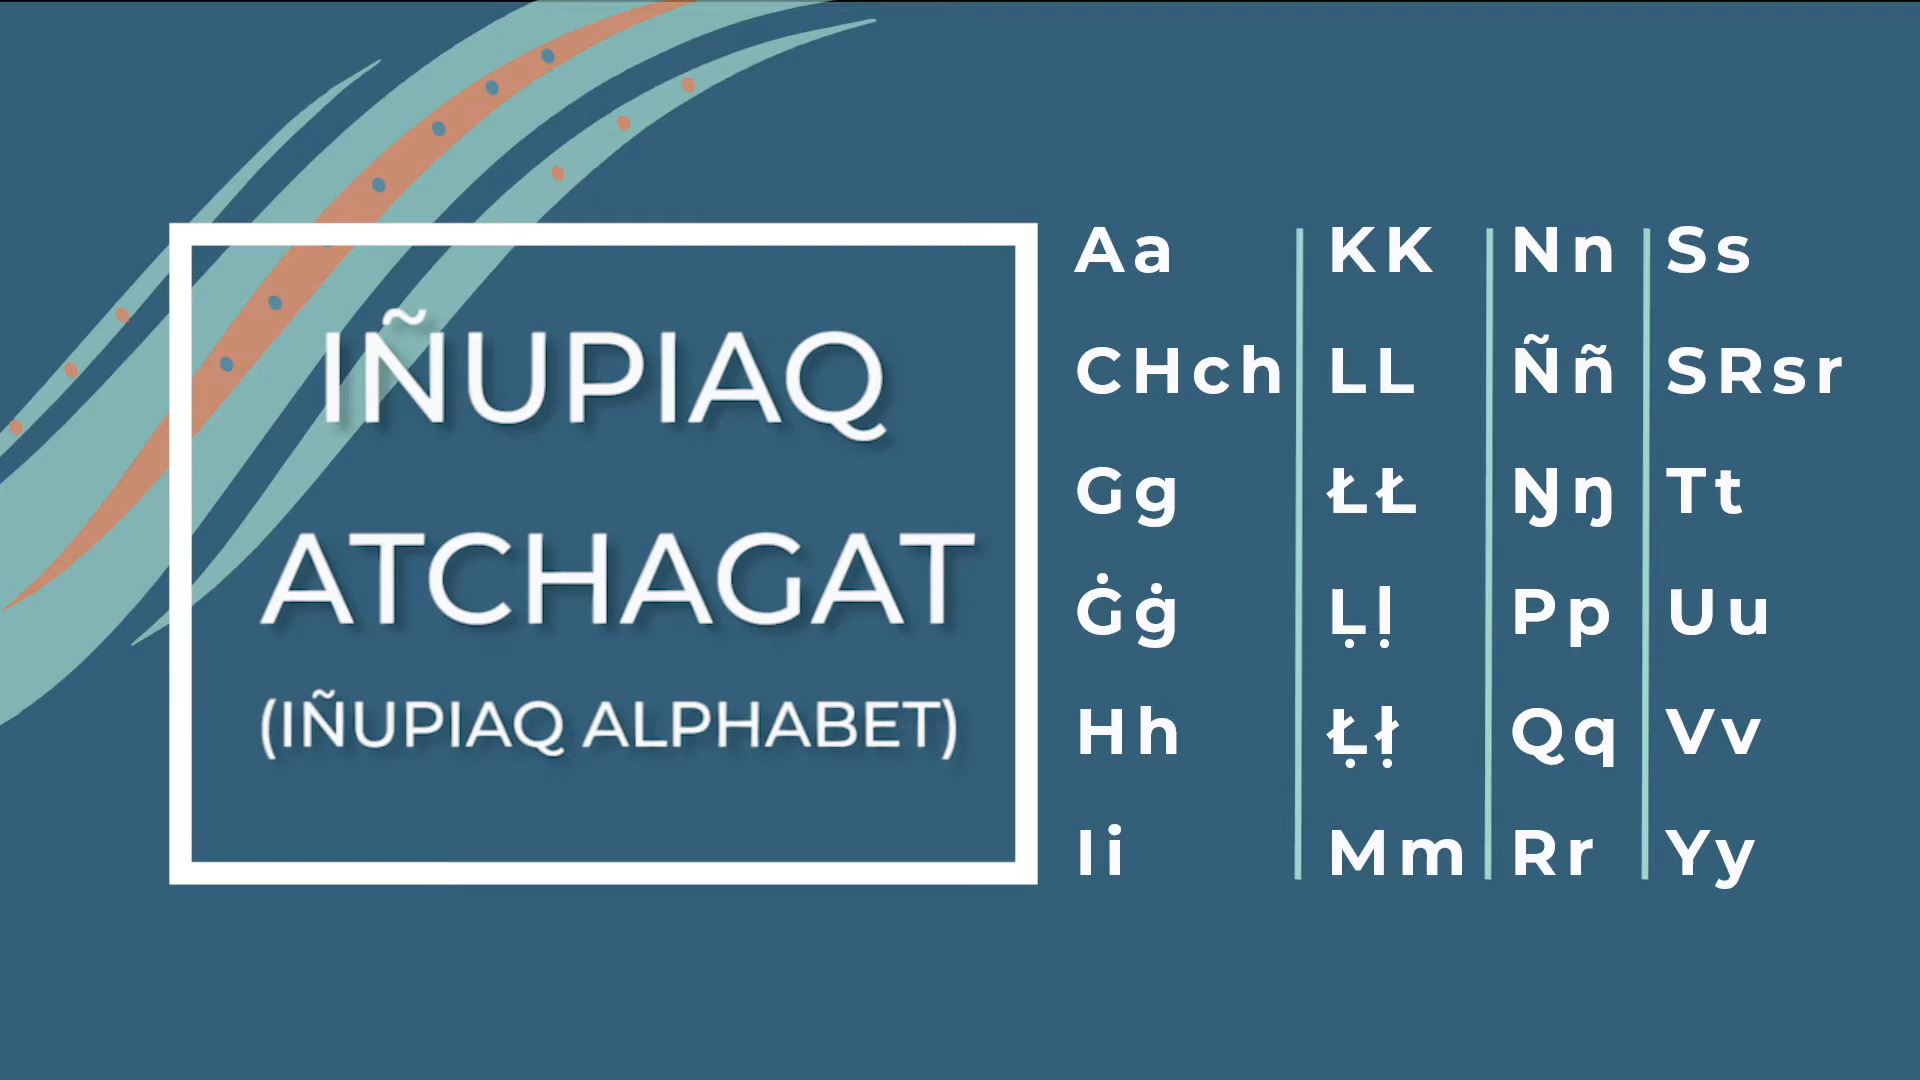 IÑUPIAQ
ATCHAGAT
(IÑUPIAQ ALPHABET)
Aa
CHch
Gg
Ġġ
Hh
Ii
KK
LL
ŁŁ
Ḷḷ
Ł̣ł̣
Mm
Nn
Ññ
Ŋŋ
Pp
Qq
Rr
Ss
SRsr
Tt
Uu
Vv
Yy